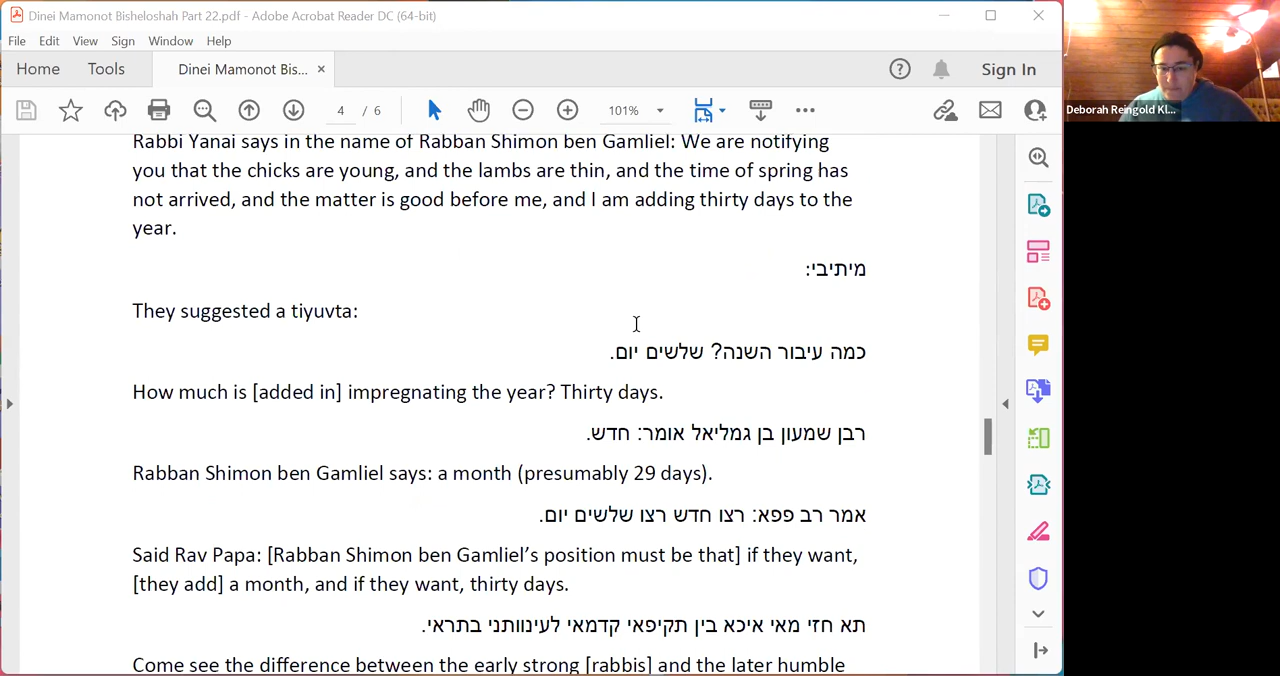 Dinei Mamonot Bisheloshah Part 22.pdf - Adobe Acrobat Reader DC (64-bit)
File Edit View Sign Window Help
Home Tools Dinei Mamonot Bis... × Sign In
4 / 6 101%
Deborah Reingold Kl...
Rabbi Yanai says in the name of Rabban Shimon ben Gamliel: We are notifying
you that the chicks are young, and the lambs are thin, and the time of spring has
not arrived, and the matter is good before me, and I am adding thirty days to the
year.
מיתיבי:
They suggested a tiyuvta:
כמה עיבור השנה? שלשים יום.
How much is [added in] impregnating the year? Thirty days.
רבן שמעון בן גמליאל אומר: חדש.
Rabban Shimon ben Gamliel says: a month (presumably 29 days).
אמר רב פפא: רצו חדש רצו שלשים יום.
Said Rav Papa: [Rabban Shimon ben Gamliel’s position must be that] if they want,
[they add] a month, and if they want, thirty days.
תא חזי מאי איכא בין תקיפאי קדמאי לעינוותני בתראי.
Come see the difference between the early strong [rabbis] and the later humble